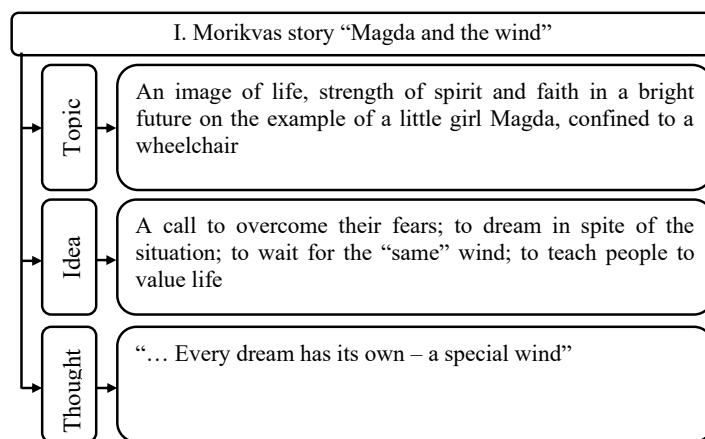 I. Morikvas story “Magda and the wind”
Topic
An image of life, strength of spirit and faith in a bright
future on the example of a little girl Magda, confined to a
wheelchair
Idea
A call to overcome their fears; to dream in spite of the
situation; to wait for the “same” wind; to teach people to
value life
Thought
“… Every dream has its own – a special wind”